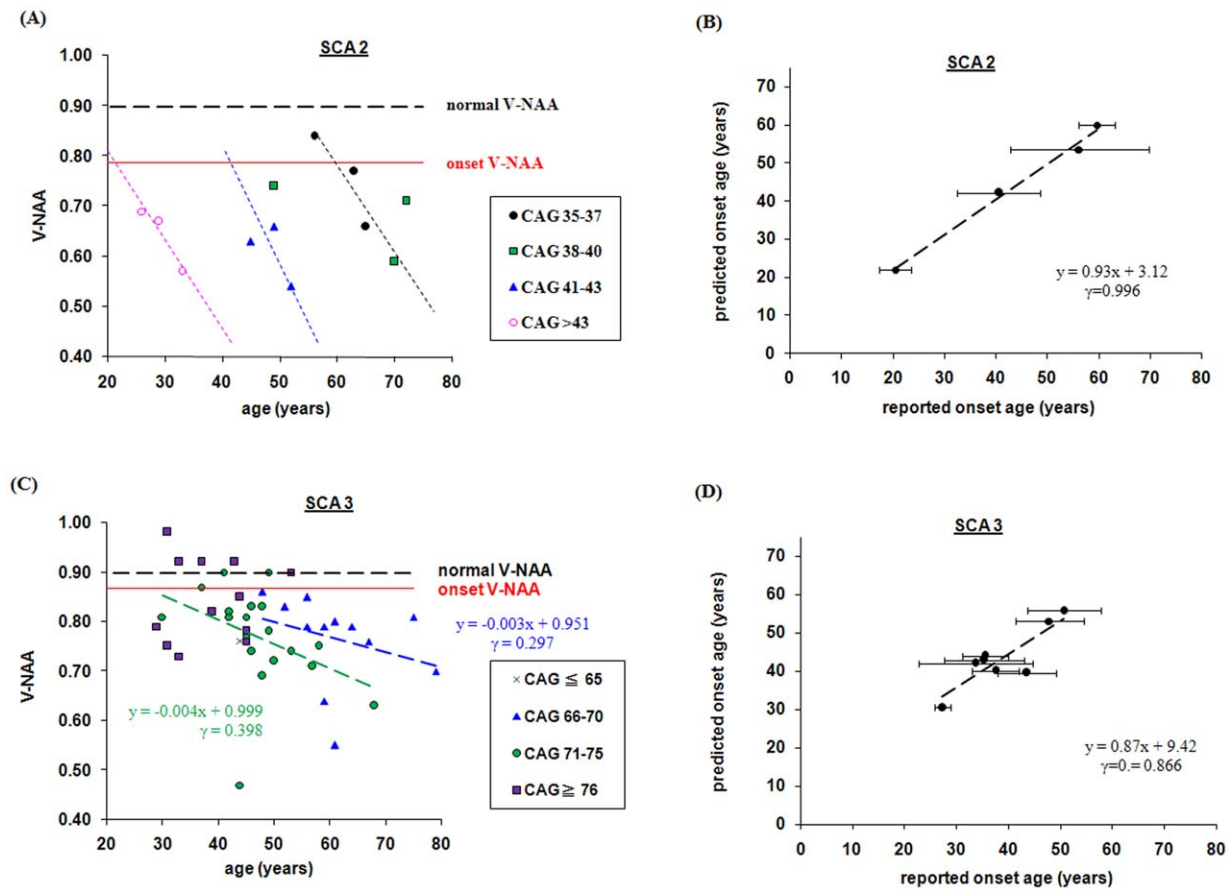 (A)
SCA 2
1.00
0.90
0.80
0.70
0.60
0.50
0.40
V-NAA
normal V-NAA
onset V-NAA
CAG 35-37
CAG 38-40
CAG 41-43
CAG >43
20 30 40 50 60 70 80
age (years)
(B)
SCA 2
70
60
50
40
30
20
10
0
predicted onset age (years)
y = 0.93x + 3.12
γ=0.996
0 10 20 30 40 50 60 70 80
reported onset age (years)
(C)
SCA 3
1.00
0.90
0.80
0.70
0.60
0.50
0.40
V-NAA
normal V-NAA
onset V-NAA
y = -0.003x + 0.951
γ = 0.297
y = -0.004x + 0.999
γ = 0.398
CAG ≦ 65
CAG 66-70
CAG 71-75
CAG ≧ 76
20 30 40 50 60 70 80
age (years)
(D)
SCA 3
70
60
50
40
30
20
10
0
predicted onset age (years)
y = 0.87x + 9.42
γ=0.= 0.866
0 10 20 30 40 50 60 70 80
reported onset age (years)